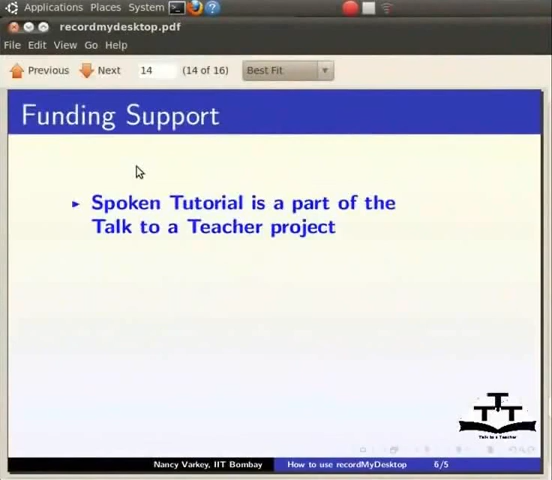 Applications Places System
recordmydesktop.pdf
File Edit View Go Help
Previous Next 14 (14 of 16) Best Fit
Funding Support
Spoken Tutorial is a part of the
Talk to a Teacher project
TTT
Talk to a Teacher
Nancy Varkey, IIT Bombay How to use recordMyDesktop 6/5